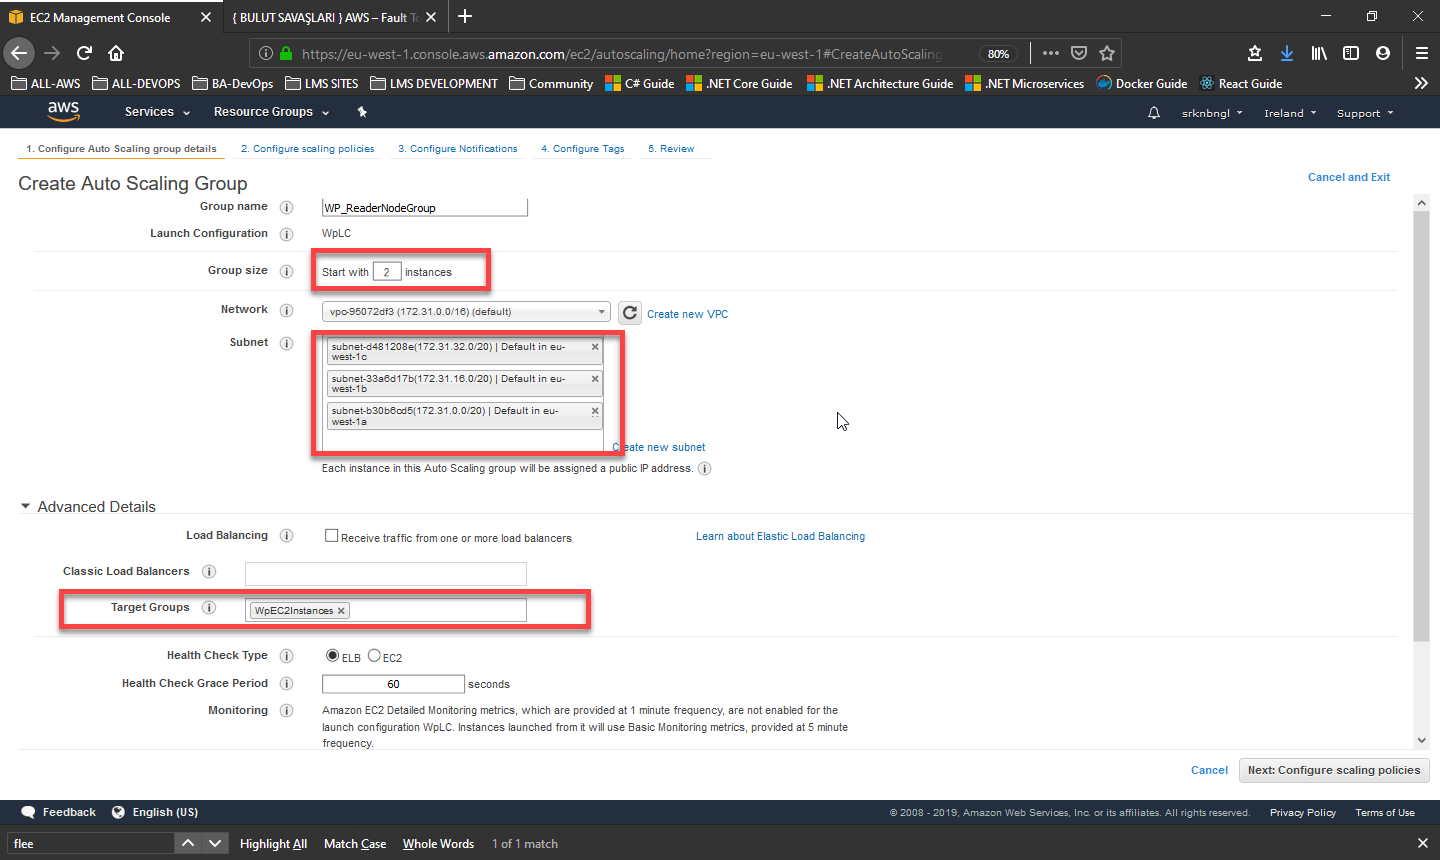 EC2 Management Console
{ BULUT SAVAŞLARI } AWS – Fault To
https://eu-west-1.console.aws.amazon.com/ec2/autoscaling/home?region=eu-west-1#CreateAutoScaling
80%
ALL-AWS
ALL-DEVOPS
BA-DevOps
LMS SITES
LMS DEVELOPMENT
Community
C# Guide
.NET Core Guide
.NET Architecture Guide
.NET Microservices
Docker Guide
React Guide
aws
Services
Resource Groups
srknbngl
Ireland
Support
1. Configure Auto Scaling group details
2. Configure scaling policies
3. Configure Notifications
4. Configure Tags
5. Review
Create Auto Scaling Group
Cancel and Exit
Group name
WP_ReaderNodeGroup
Launch Configuration
WpLC
Group size
Start with 2 instances
Network
vpc-95072df3 (172.31.0.0/16) (default)
Create new VPC
Subnet
subnet-d481208e(172.31.32.0/20) | Default in eu-
west-1c
subnet-33a6d17b(172.31.16.0/20) | Default in eu-
west-1b
subnet-b30b6cd5(172.31.0.0/20) | Default in eu-
west-1a
Create new subnet
Each instance in this Auto Scaling group will be assigned a public IP address.
Advanced Details
Load Balancing
Receive traffic from one or more load balancers
Learn about Elastic Load Balancing
Classic Load Balancers
Target Groups
WpEC2Instances
Health Check Type
ELB
EC2
Health Check Grace Period
60 seconds
Monitoring
Amazon EC2 Detailed Monitoring metrics, which are provided at 1 minute frequency, are not enabled for the
launch configuration WpLC. Instances launched from it will use Basic Monitoring metrics, provided at 5 minute
frequency.
Cancel
Next: Configure scaling policies
Feedback
English (US)
© 2008 - 2019, Amazon Web Services, Inc. or its affiliates. All rights reserved.
Privacy Policy
Terms of Use
flee
Highlight All
Match Case
Whole Words
1 of 1 match